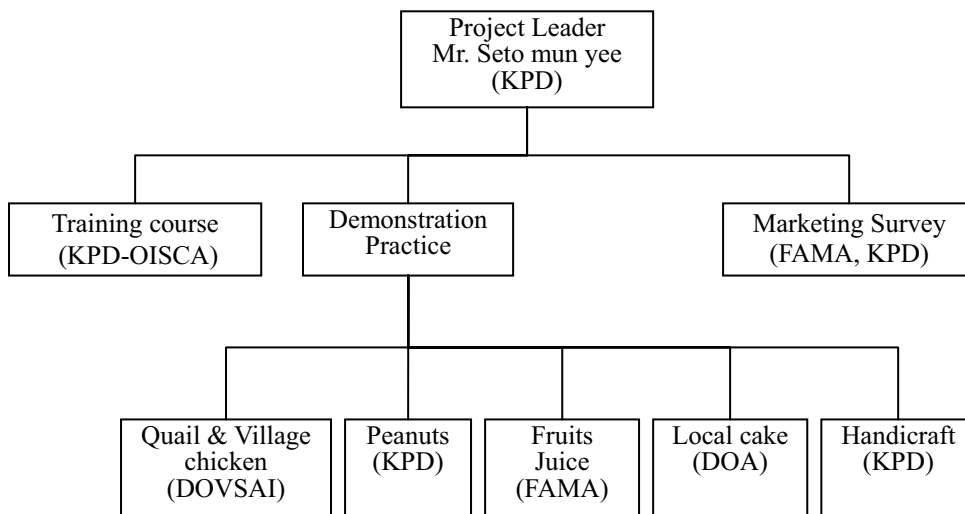 Project Leader
Mr. Seto mun yee
(KPD)
Training course
(KPD-OISCA)
Demonstration
Practice
Marketing Survey
(FAMA, KPD)
Quail & Village
chicken
(DOVSAI)
Peanuts
(KPD)
Fruits
Juice
(FAMA)
Local cake
(DOA)
Handicraft
(KPD)